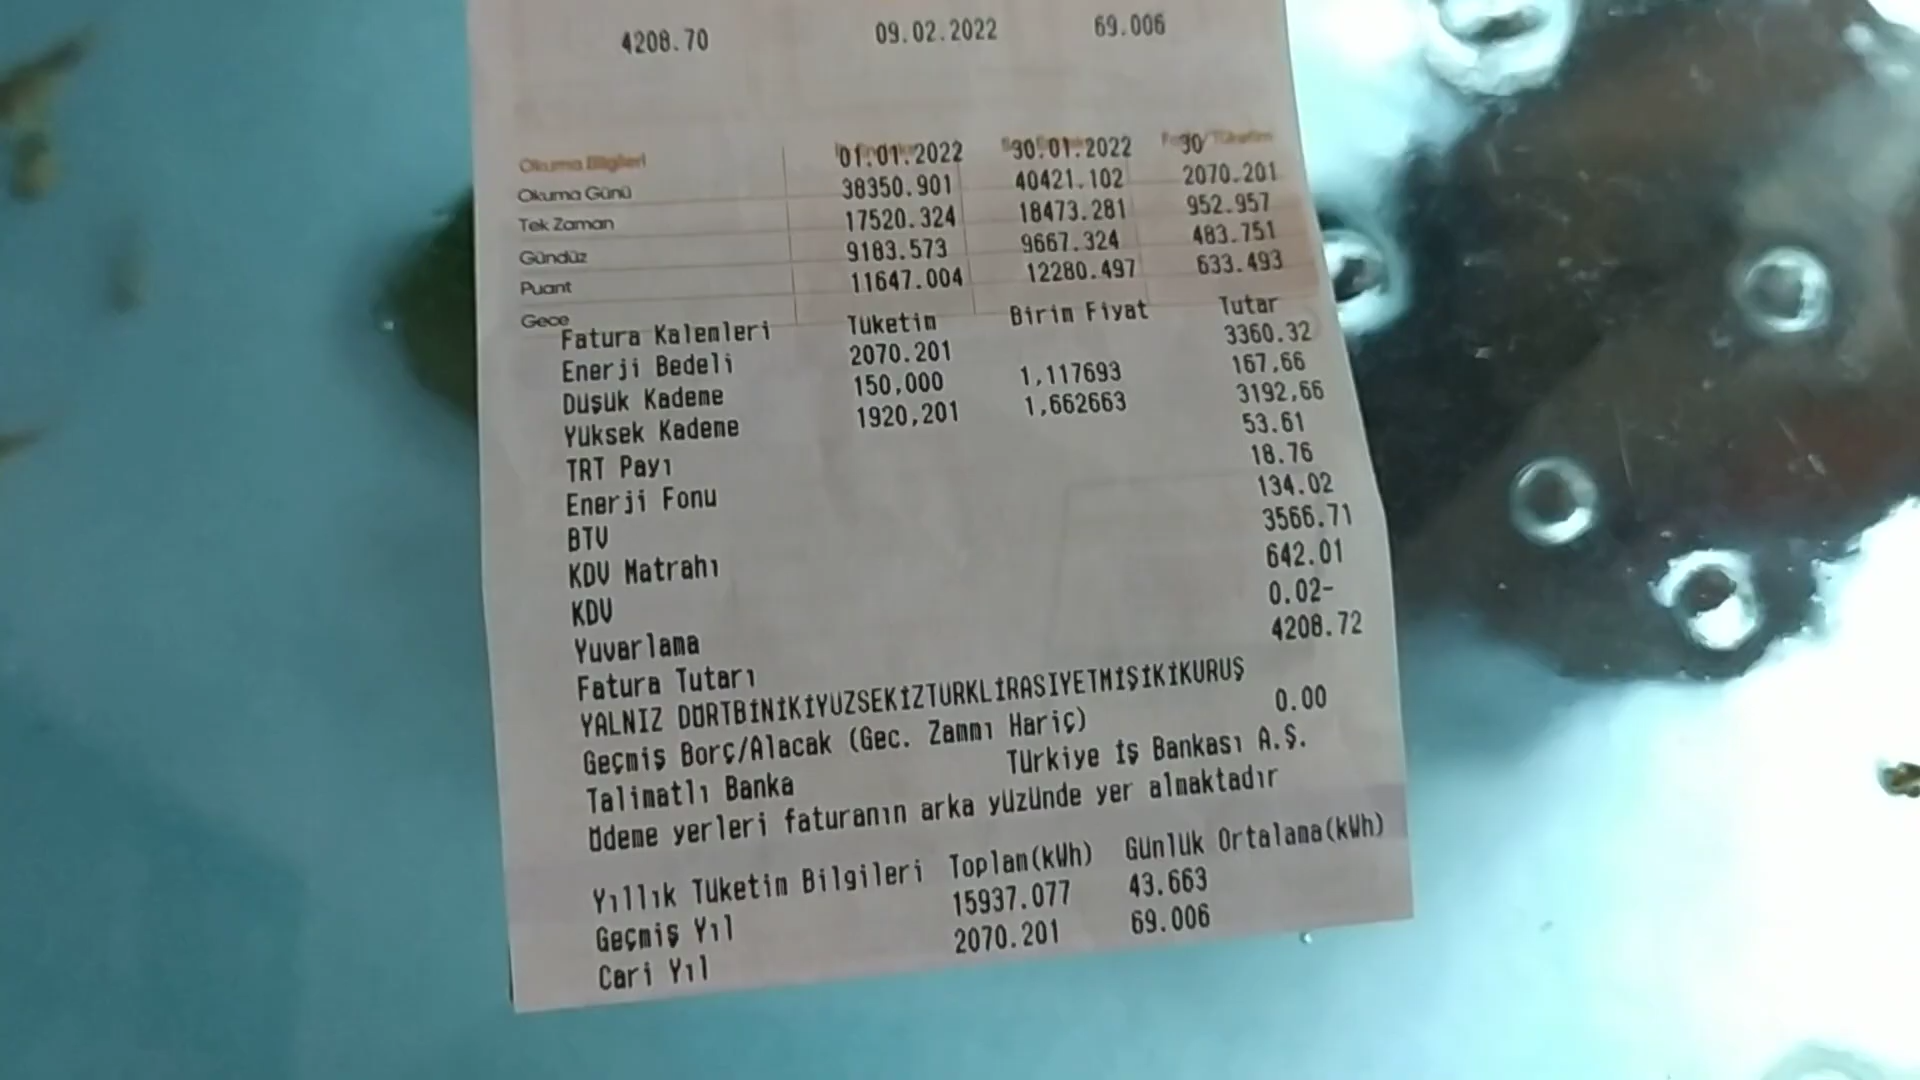 4208.70 09.02.2022 69.006
Okuma Bilgileri
Okuma Günü 01.01.2022 30.01.2022 30
Tek Zaman 38350.901 40421.102 2070.201
Gündüz 17520.324 18473.281 952.957
Puant 9183.573 9667.324 483.751
Gece 11647.004 12280.497 633.493
Fatura Kalemleri Tüketim Birim Fiyat Tutar
Enerji Bedeli 2070.201 3360.32
Düşük Kademe 150,000 1,117693 167,66
Yüksek Kademe 1920,201 1,662663 3192,66
TRT Payı 53.61
Enerji Fonu 18.76
BTV 134.02
KDV Matrahı 3566.71
KDV 642.01
Yuvarlama 0.02-
Fatura Tutarı 4208.72
YALNIZ DÖRTBİNİKİYÜZSEKİZTÜRKLİRASIYETMİŞİKİKURUŞ
Geçmiş Borç/Alacak (Gec. Zammı Hariç) 0.00
Talimatlı Banka Türkiye İş Bankası A.Ş.
Ödeme yerleri faturanın arka yüzünde yer almaktadır
Yıllık Tüketim Bilgileri Toplam(kWh) Günlük Ortalama(kWh)
Geçmiş Yıl 15937.077 43.663
Cari Yıl 2070.201 69.006